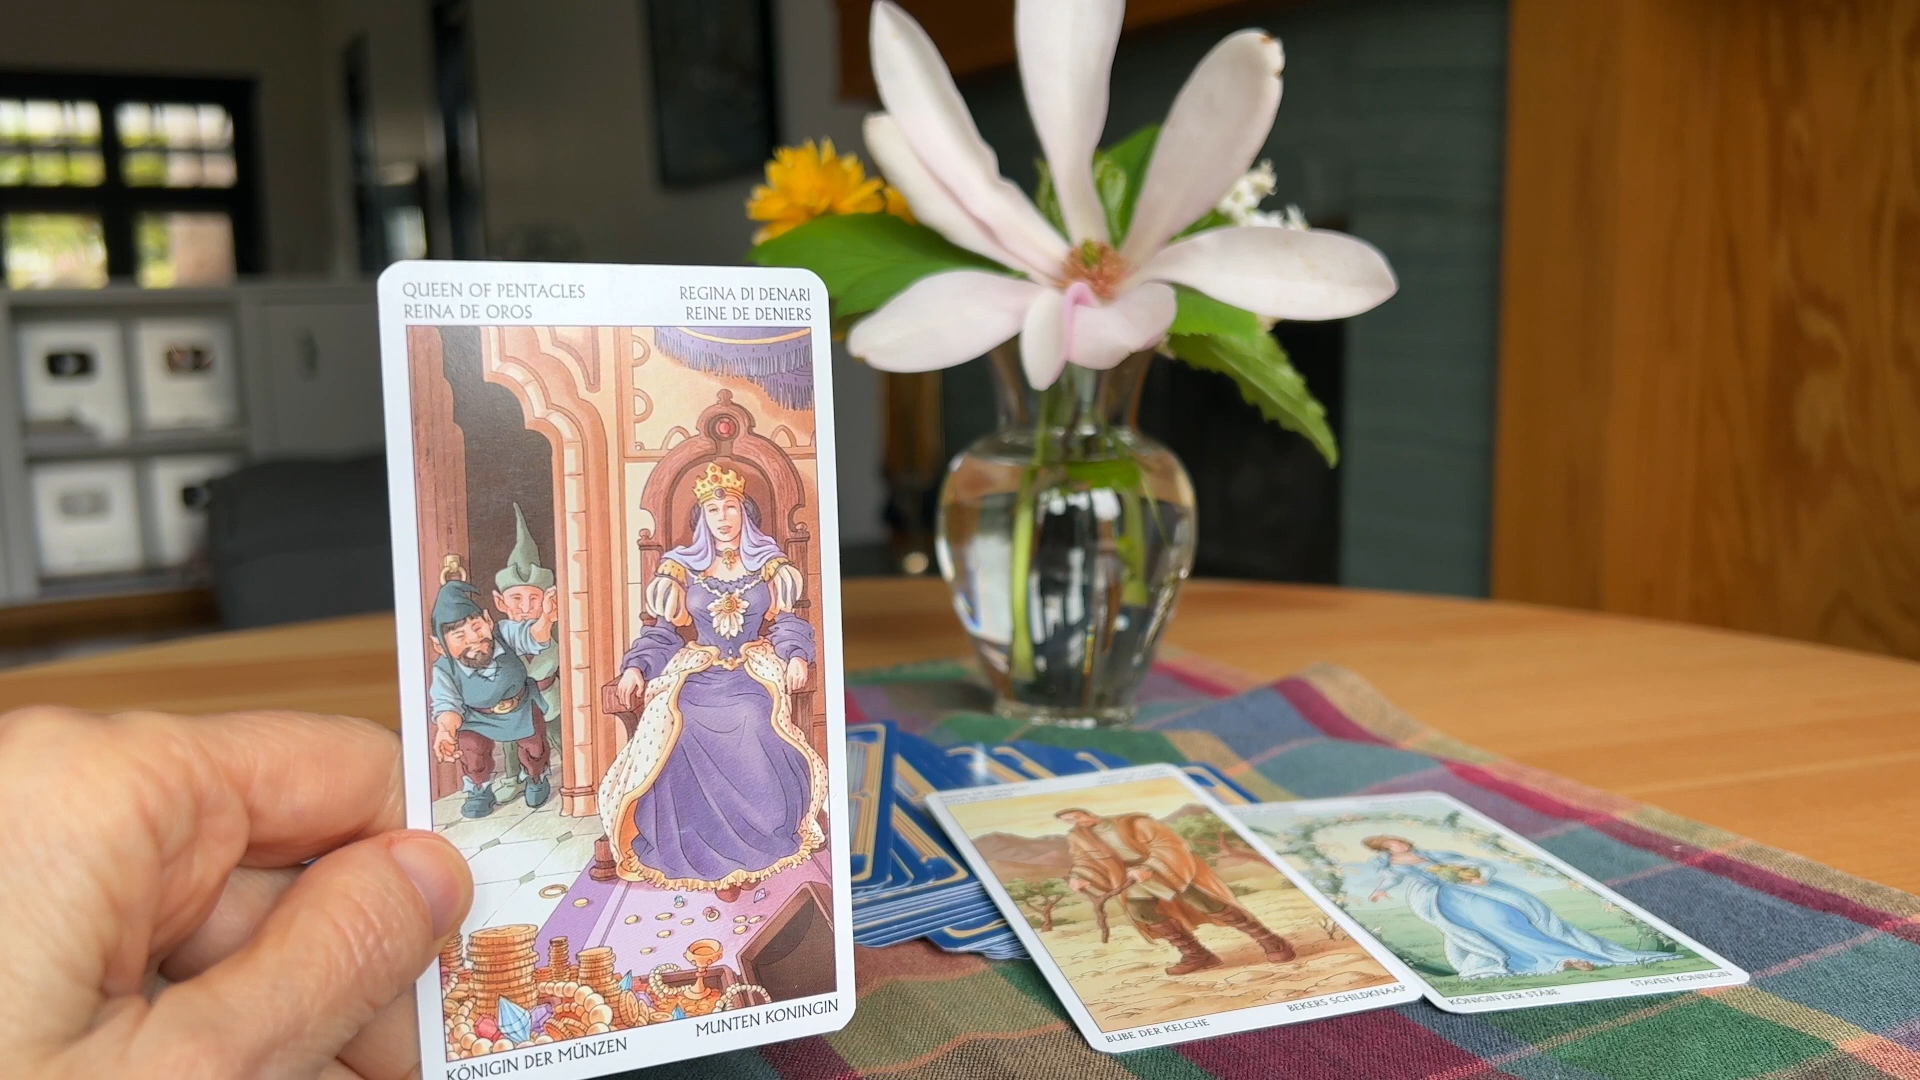 QUEEN OF PENTACLES
REINA DE OROS
REGINA DI DENARI
REINE DE DENIERS
KÖNIGIN DER MÜNZEN
MUNTEN KONINGIN
BUBE DER KELCHE
BEKERS SCHILDKNAAP
KÖNIGIN DER STÄBE
STAVEN KONINGIN